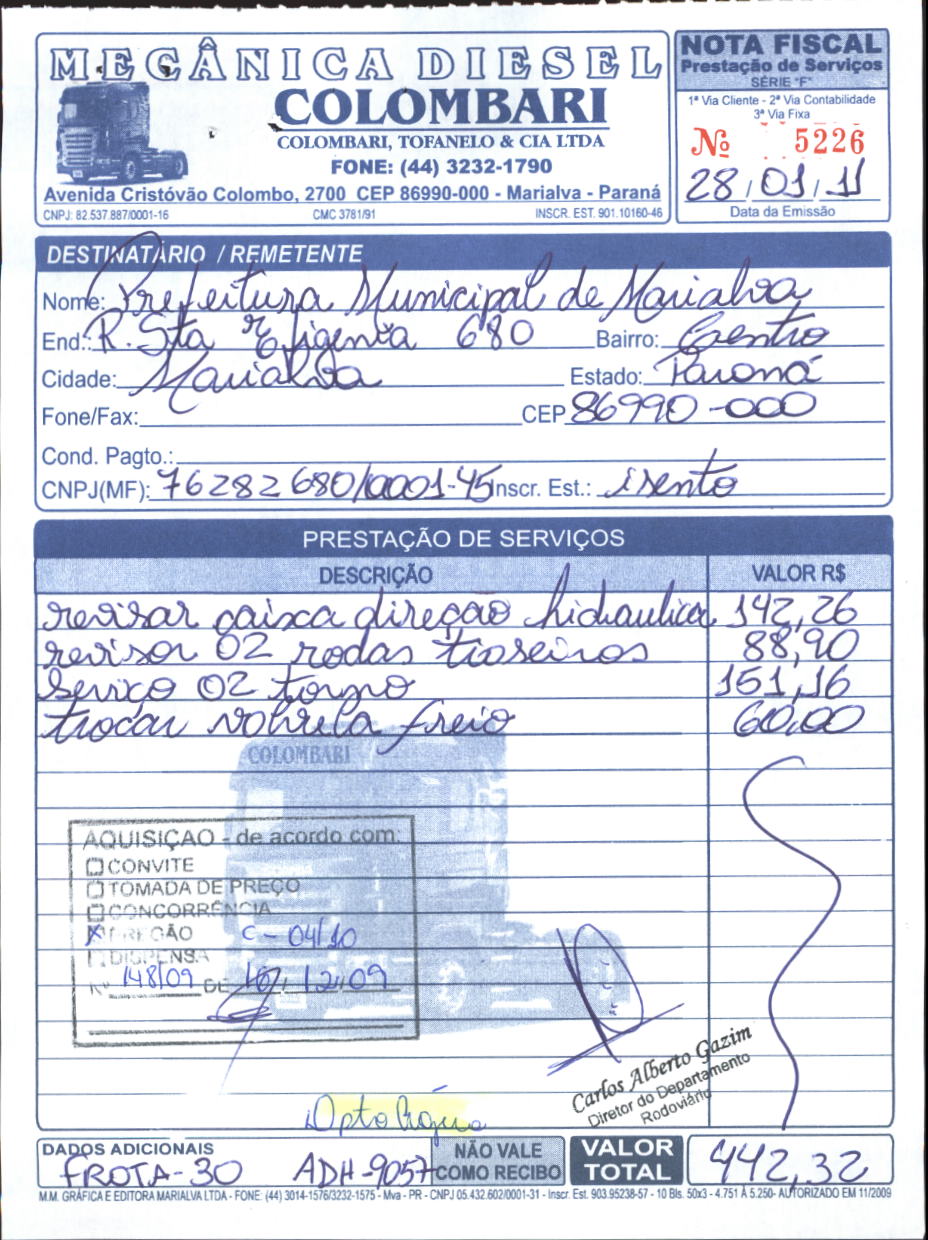 MECÂNICA DIESEL
COLOMBARI
COLOMBARI, TOFANELO & CIA LTDA
FONE: (44) 3232-1790
Avenida Cristóvão Colombo, 2700 CEP 86990-000 - Marialva - Paraná
CNPJ: 82.537.887/0001-16 CMC 3781/91 INSCR. EST. 901.10160-46
NOTA FISCAL
Prestação de Serviços
SÉRIE "F"
1ª Via Cliente - 2ª Via Contabilidade
3ª Via Fixa
Nº 5226
28/01/11
Data da Emissão
DESTINATÁRIO / REMETENTE
Nome: Prefeitura Municipal de Marialva
End.: R. Sta Efigenia 680 Bairro: Centro
Cidade: Marialva Estado: Paraná
Fone/Fax: CEP 86990-000
Cond. Pagto.:
CNPJ(MF): 76282680/0001-45 Inscr. Est.: isento
PRESTAÇÃO DE SERVIÇOS
DESCRIÇÃO VALOR R$
revisar caixa direção hidraulica 142,26
revisar 02 rodas traseiras 88,90
serviço 02 torno 151,16
trocar valvula freio 60,00
COLOMBARI
AQUISIÇAO - de acordo com:
CONVITE
TOMADA DE PREÇO
CONCORRÊNCIA
X PREGÃO C - 04/10
DISPENSA
Nº 148/09 DE 16/12/09
Carlos Alberto Gazim
Diretor do Departamento
Rodoviário
Dpto
DADOS ADICIONAIS
FROTA-30 ADH-9057
NÃO VALE
COMO RECIBO
VALOR
TOTAL
442,32
M.M. GRÁFICA E EDITORA MARIALVA LTDA - FONE: (44) 3014-1576/3232-1575 - Mva - PR - CNPJ 05.432.602/0001-31 - Inscr. Est. 903.95238-57 - 10 Bls. 50x3 - 4.751 À 5.250- AUTORIZADO EM 11/2009